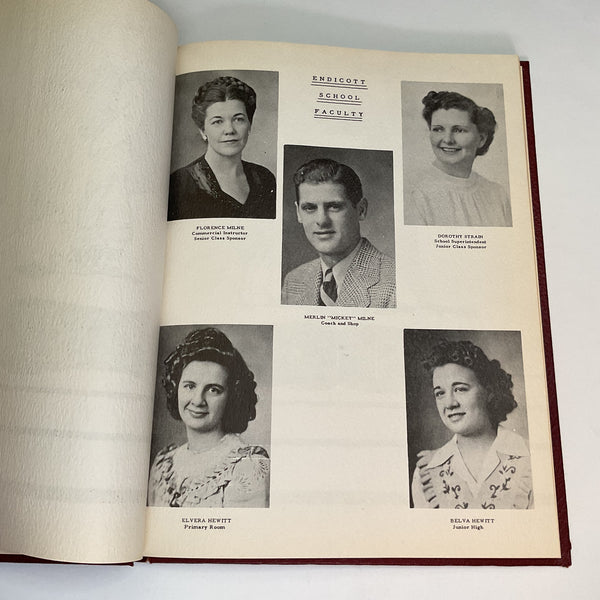 ENDICOTT
SCHOOL
FACULTY
FLORENCE MILNE
Commercial Instructor
Senior Class Sponsor
DOROTHY STRAIN
School Superintendent
Junior Class Sponsor
MERLIN "MICKEY" MILNE
Coach and Shop
ELVERA HEWITT
Primary Room
BELVA HEWITT
Junior High